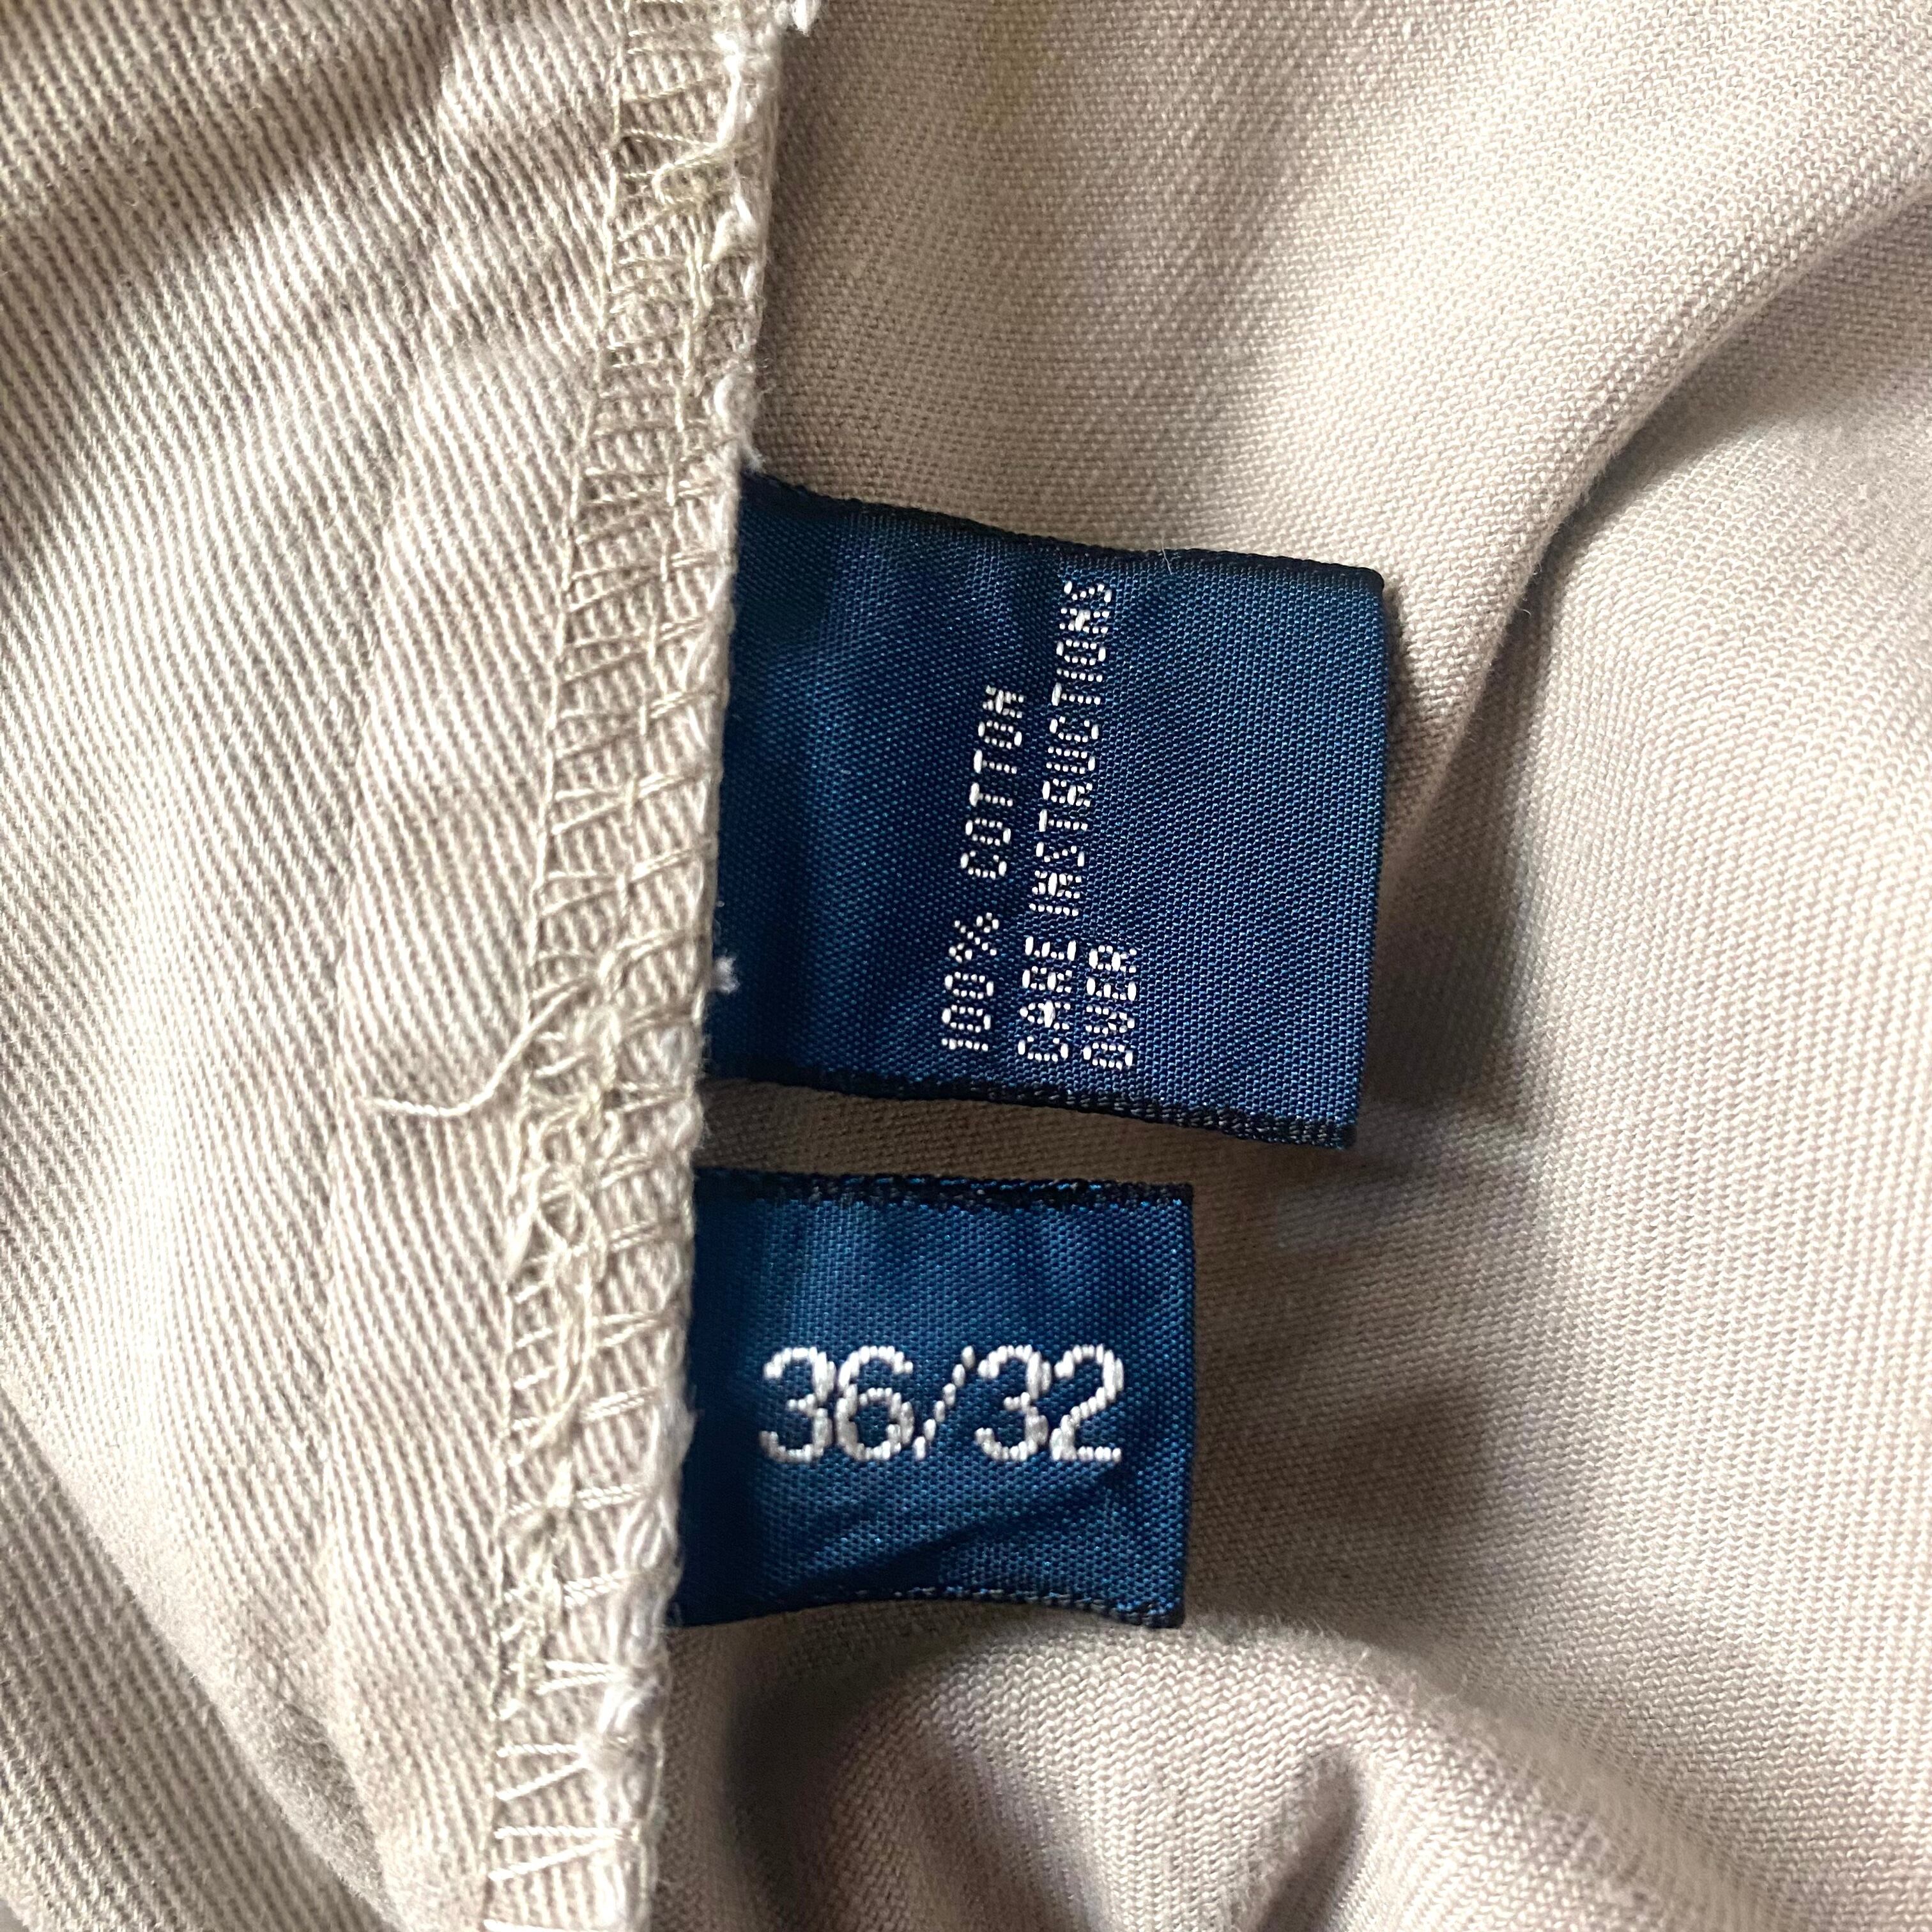 100% COTTON
CARE INSTRUCTIONS
OVER
36/32